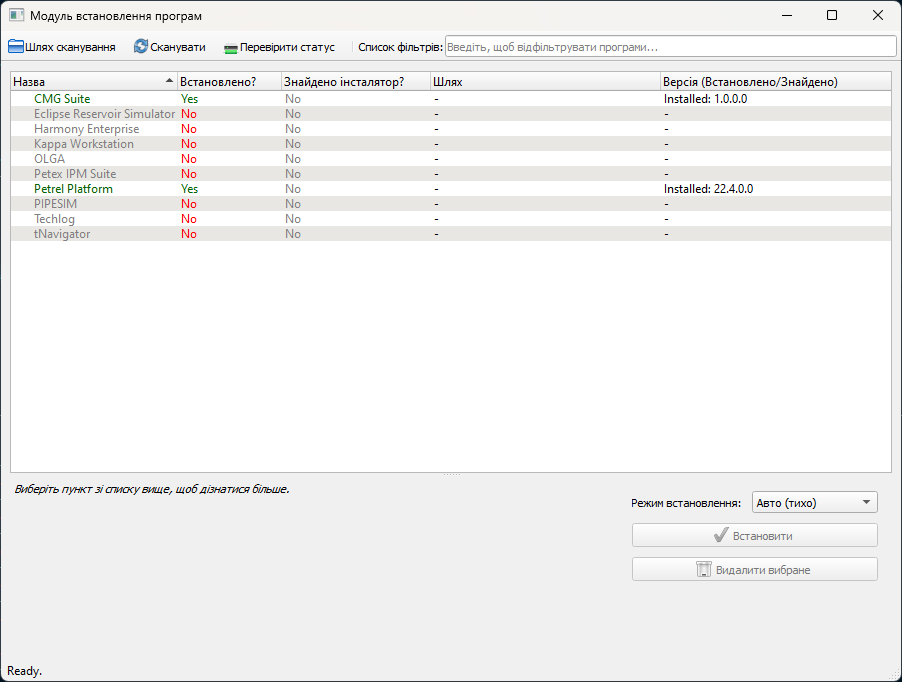 Модуль встановлення програм
Шлях сканування Сканувати Перевірити статус Список фільтрів: Введіть, щоб відфільтрувати програми...
Назва Встановлено? Знайдено інсталятор? Шлях Версія (Встановлено/Знайдено)
CMG Suite Yes No - Installed: 1.0.0.0
Eclipse Reservoir Simulator No No - -
Harmony Enterprise No No - -
Kappa Workstation No No - -
OLGA No No - -
Petex IPM Suite No No - -
Petrel Platform Yes No - Installed: 22.4.0.0
PIPESIM No No - -
Techlog No No - -
tNavigator No No - -
Виберіть пункт зі списку вище, щоб дізнатися більше.
Режим встановлення: Авто (тихо)
Встановити
Видалити вибране
Ready.